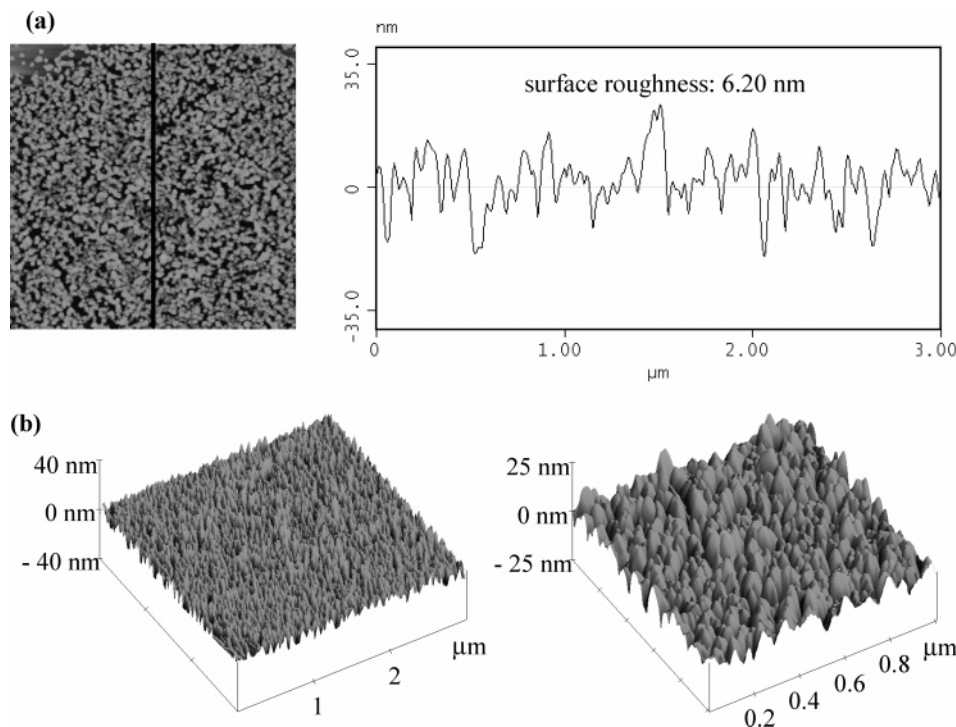 (a)
nm
35.0
0
-35.0
surface roughness: 6.20 nm
0
1.00
2.00
3.00
µm
(b)
40 nm
0 nm
- 40 nm
1
2
µm
25 nm
0 nm
- 25 nm
0.2
0.4
0.6
0.8
µm